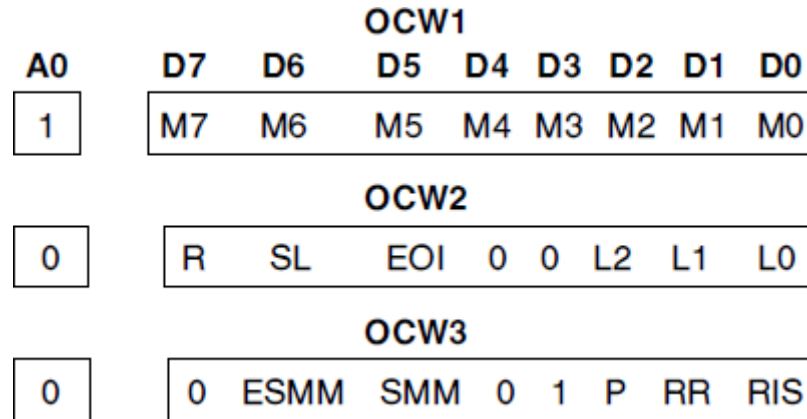 OCW1
A0 D7 D6 D5 D4 D3 D2 D1 D0
1 M7 M6 M5 M4 M3 M2 M1 M0
OCW2
0 R SL EOI 0 0 L2 L1 L0
OCW3
0 0 ESMM SMM 0 1 P RR RIS